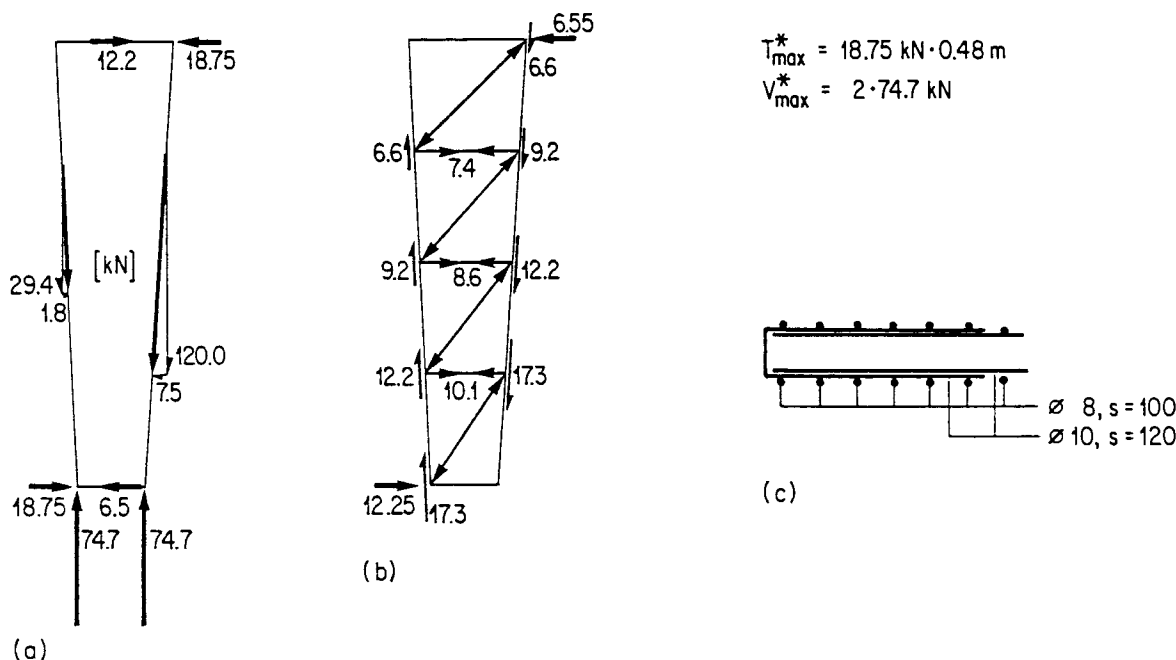 12.2
18.75
29.4
1.8
[kN]
120.0
7.5
18.75
6.5
74.7
74.7
(a)
6.55
6.6
6.6
7.4
9.2
9.2
8.6
12.2
12.2
10.1
17.3
12.25
17.3
(b)
T*max = 18.75 kN·0.48 m
V*max = 2·74.7 kN
ø 8, s=100
ø 10, s=120
(c)